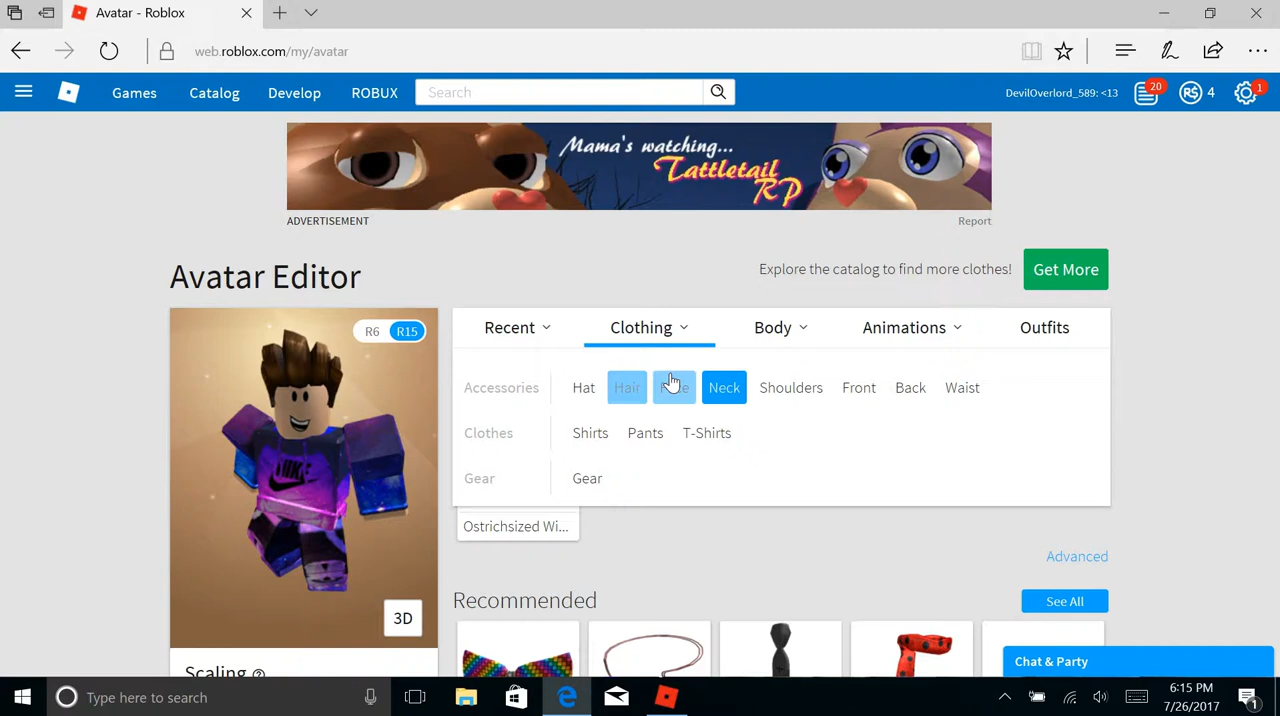 Avatar - Roblox
web.roblox.com/my/avatar
Games Catalog Develop ROBUX Search DevilOverlord_589: <13 20 R$ 4 1
Mama's watching...
Tattletail
RP
ADVERTISEMENT Report
Avatar Editor
Explore the catalog to find more clothes! Get More
R6 R15
Recent Clothing Body Animations Outfits
Accessories Hat Hair Neck Shoulders Front Back Waist
Clothes Shirts Pants T-Shirts
Gear Gear
Ostrichsized Wi...
Advanced
Recommended See All
3D
Scaling ?
Chat & Party
Type here to search
6:15 PM
7/26/2017
1